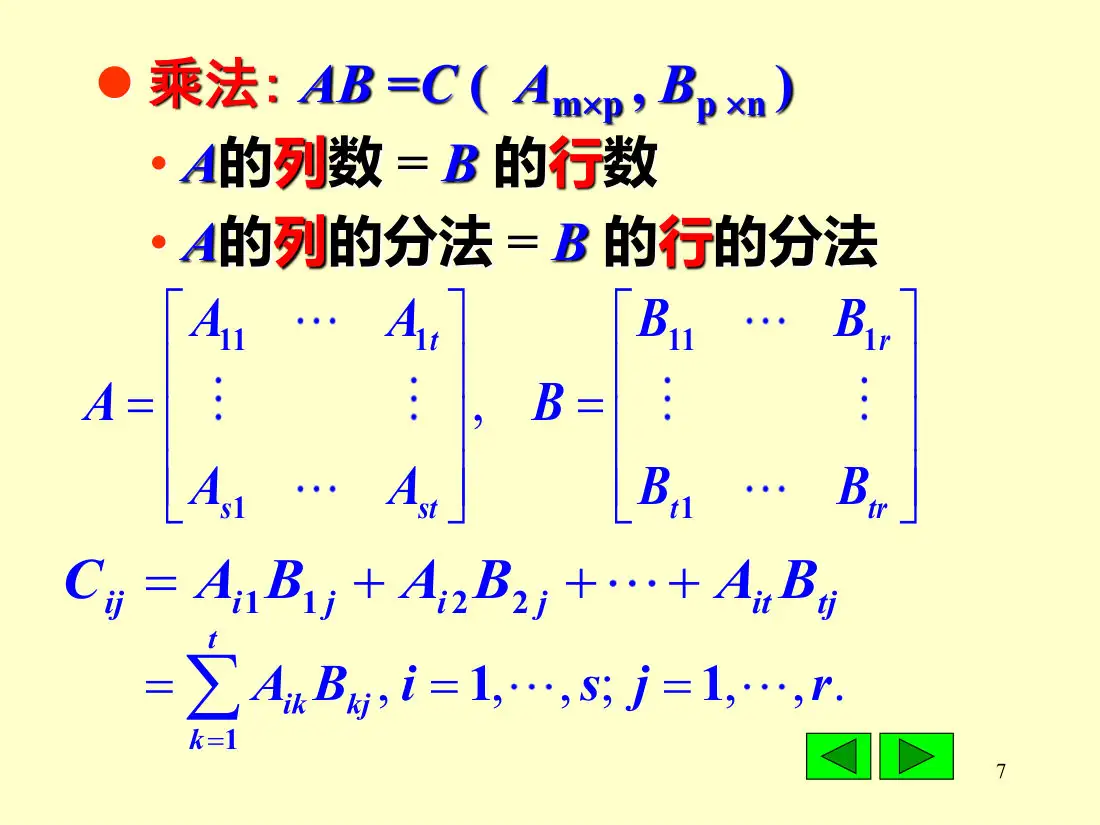 乘法: AB =C ( A_{m×p} , B_{p×n} )
A的列数 = B 的行数
A的列的分法 = B 的行的分法
A = [ A_{11} ⋯ A_{1t} ; ⋮ ⋮ ; A_{s1} ⋯ A_{st} ] , B = [ B_{11} ⋯ B_{1r} ; ⋮ ⋮ ; B_{t1} ⋯ B_{tr} ]
C_{ij} = A_{i1} B_{1j} + A_{i2} B_{2j} + ⋯ + A_{it} B_{tj}
= \sum_{k=1}^{t} A_{ik} B_{kj} , i = 1, ⋯, s; j = 1, ⋯, r.
7